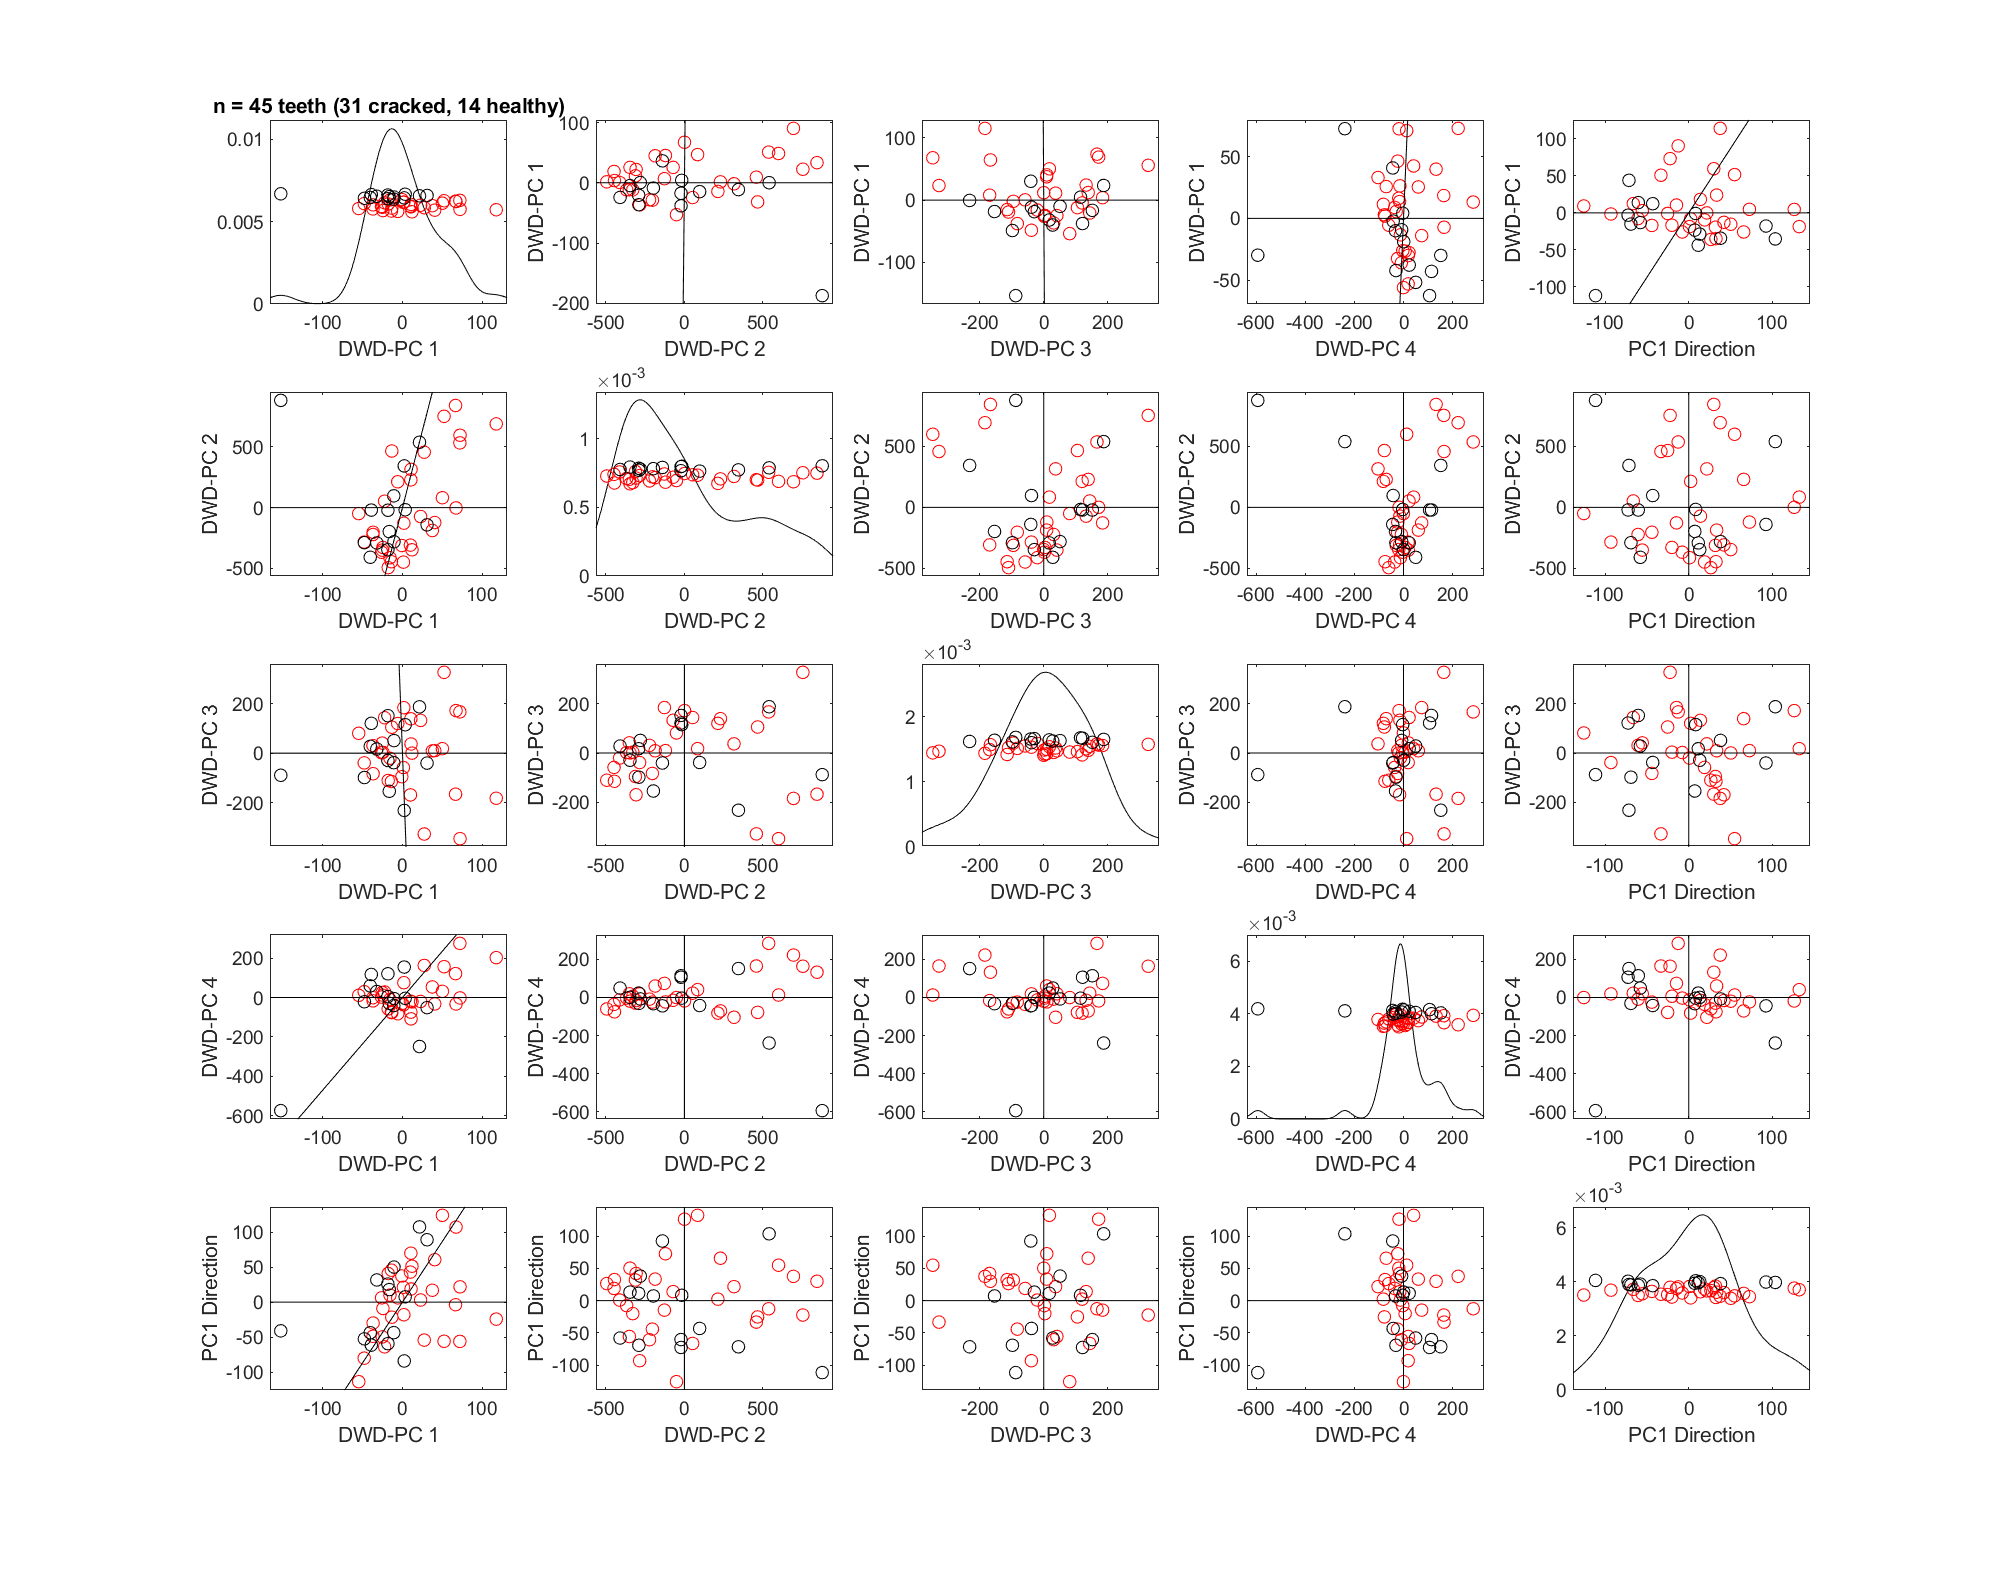 n = 45 teeth (31 cracked, 14 healthy)
0.01
0.005
0
-100 0 100
DWD-PC 1
DWD-PC 1
100
0
-100
-200
-500 0 500
DWD-PC 2
DWD-PC 1
100
0
-100
-200 0 200
DWD-PC 3
DWD-PC 1
50
0
-50
-600 -400 -200 0 200
DWD-PC 4
DWD-PC 1
100
50
0
-50
-100
-100 0 100
PC1 Direction
DWD-PC 2
500
0
-500
-100 0 100
DWD-PC 1
×10-3
1
0.5
0
-500 0 500
DWD-PC 2
DWD-PC 2
500
0
-500
-200 0 200
DWD-PC 3
DWD-PC 2
500
0
-500
-600 -400 -200 0 200
DWD-PC 4
DWD-PC 2
500
0
-500
-100 0 100
PC1 Direction
DWD-PC 3
200
0
-200
-100 0 100
DWD-PC 1
DWD-PC 3
200
0
-200
-500 0 500
DWD-PC 2
×10-3
2
1
0
-200 0 200
DWD-PC 3
DWD-PC 3
200
0
-200
-600 -400 -200 0 200
DWD-PC 4
DWD-PC 3
200
0
-200
-100 0 100
PC1 Direction
DWD-PC 4
200
0
-200
-400
-600
-100 0 100
DWD-PC 1
DWD-PC 4
200
0
-200
-400
-600
-500 0 500
DWD-PC 2
DWD-PC 4
200
0
-200
-400
-600
-200 0 200
DWD-PC 3
×10-3
6
4
2
0
-600 -400 -200 0 200
DWD-PC 4
DWD-PC 4
200
0
-200
-400
-600
-100 0 100
PC1 Direction
PC1 Direction
100
50
0
-50
-100
-100 0 100
DWD-PC 1
PC1 Direction
100
50
0
-50
-100
-500 0 500
DWD-PC 2
PC1 Direction
100
50
0
-50
-100
-200 0 200
DWD-PC 3
PC1 Direction
100
50
0
-50
-100
-600 -400 -200 0 200
DWD-PC 4
×10-3
6
4
2
0
-100 0 100
PC1 Direction